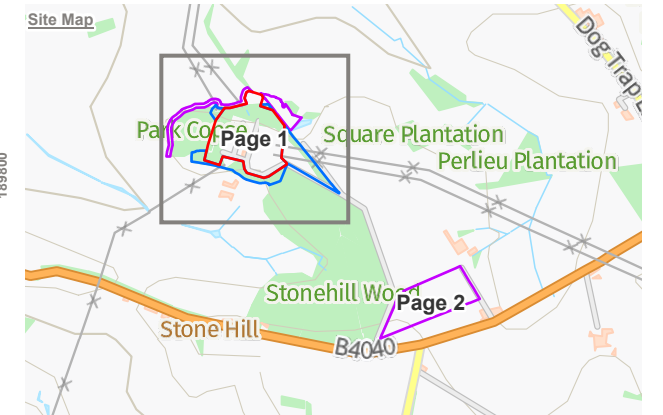 Site Map
Dog Trap L
Park Copse
Page 1
Square Plantation
Perlieu Plantation
189800
Stonehill Wood
Page 2
Stone Hill
B4040